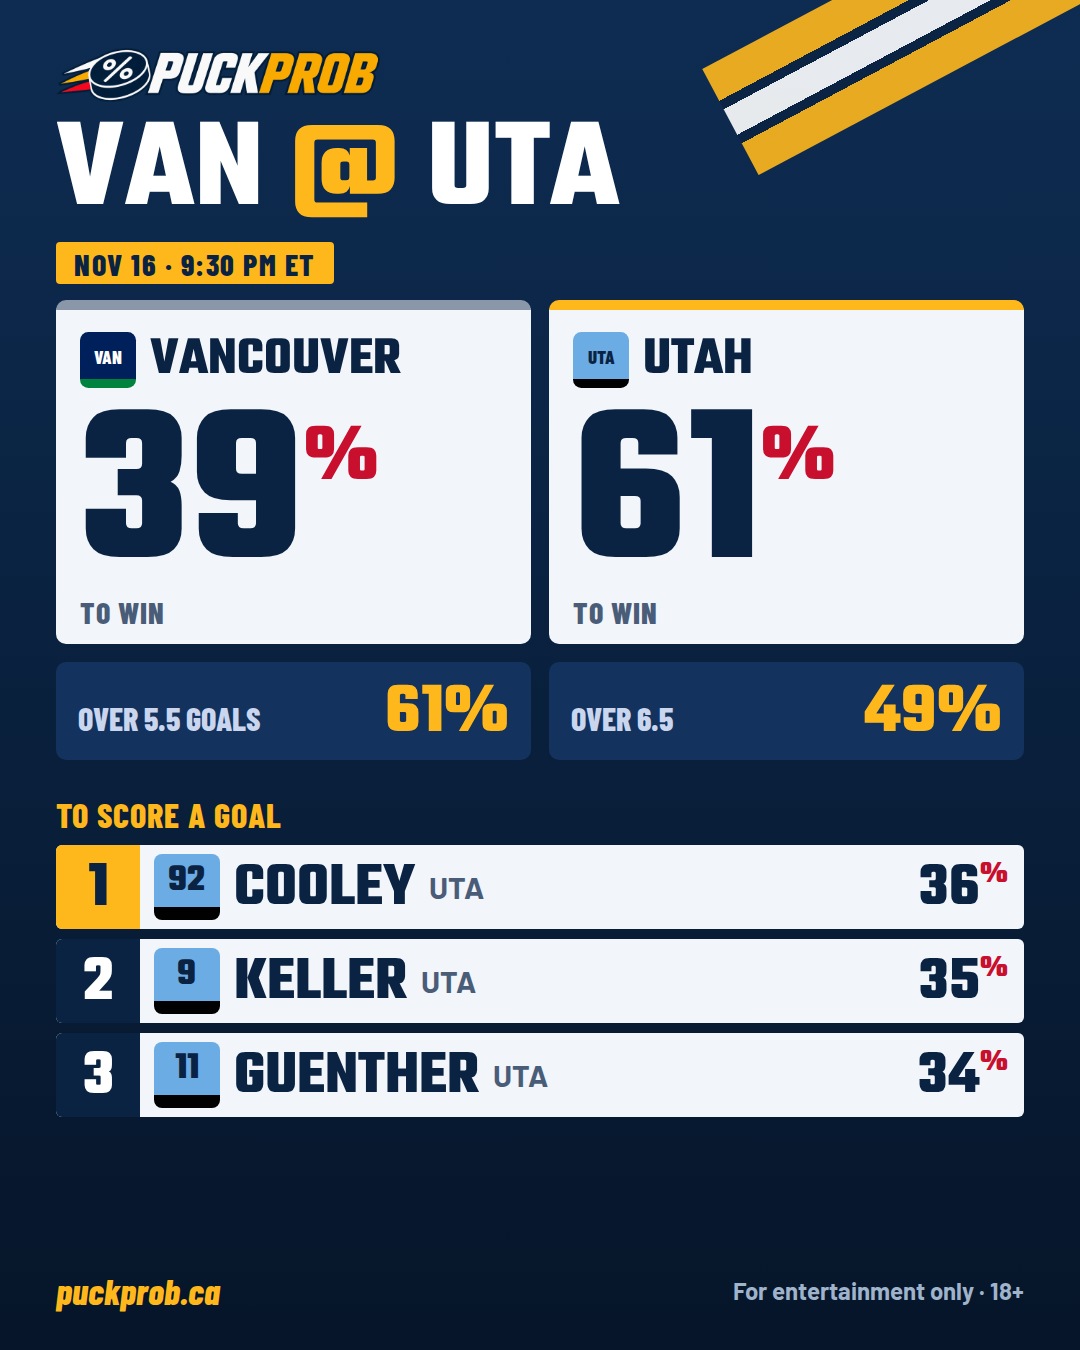 % PUCKPROB
VAN @ UTA
NOV 16 · 9:30 PM ET
VAN VANCOUVER
39%
TO WIN
UTA UTAH
61%
TO WIN
OVER 5.5 GOALS 61%
OVER 6.5 49%
TO SCORE A GOAL
1 92 COOLEY UTA 36%
2 9 KELLER UTA 35%
3 11 GUENTHER UTA 34%
puckprob.ca
For entertainment only · 18+